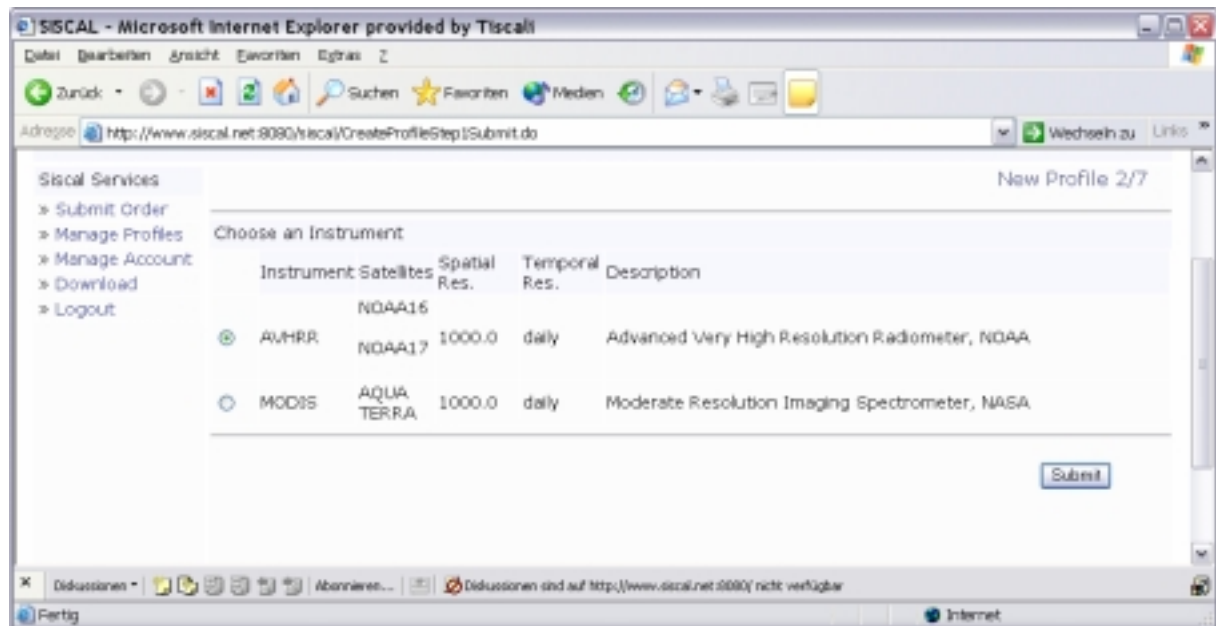 SISCAL - Microsoft Internet Explorer provided by Tiscali
Datei Bearbeiten Ansicht Favoriten Extras ?
Zurück Suchen Favoriten Medien
Adresse http://www.siscal.net:8080/siscal/CreateProfileStep1Submit.do Wechseln zu Links »
Siscal Services
» Submit Order
» Manage Profiles
» Manage Account
» Download
» Logout
New Profile 2/7
Choose an Instrument
Instrument Satellites Spatial Res. Temporal Res. Description
AVHRR NOAA16 NOAA17 1000.0 daily Advanced Very High Resolution Radiometer, NOAA
MODIS AQUA TERRA 1000.0 daily Moderate Resolution Imaging Spectrometer, NASA
Submit
Diskussionen Abonnieren... Diskussionen sind auf http://www.siscal.net:8080/ nicht verfügbar
Fertig Internet